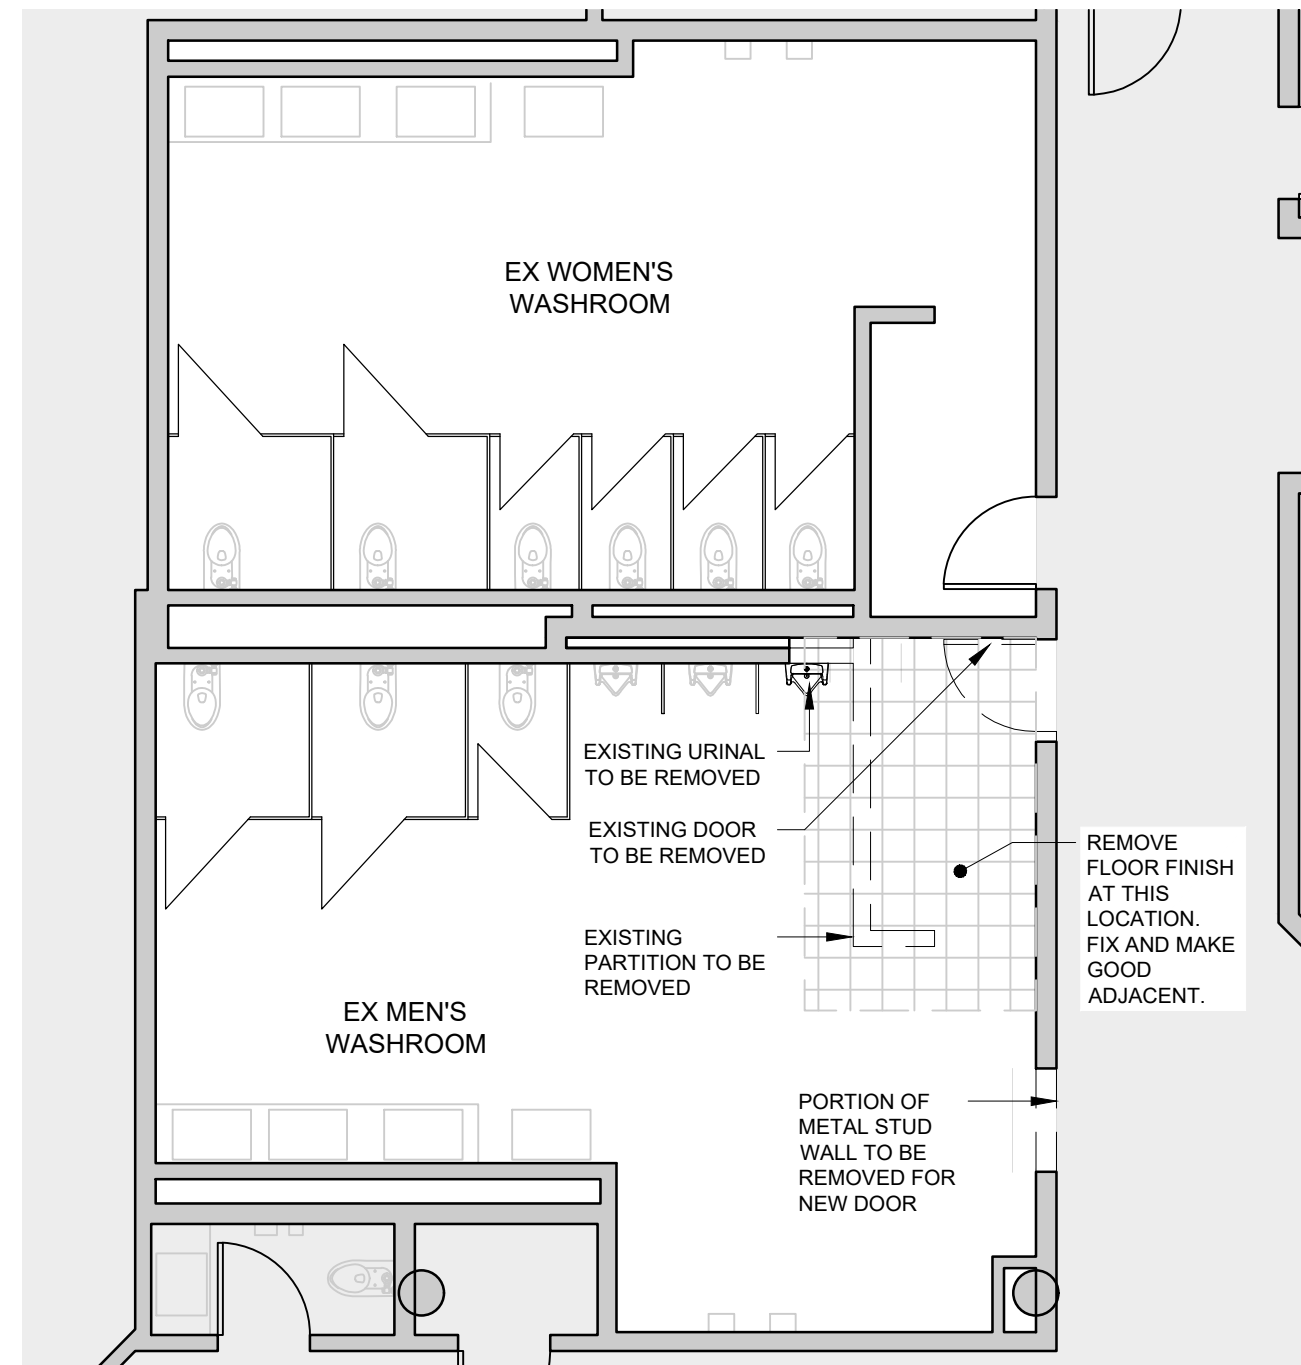 EX WOMEN'S
WASHROOM
EXISTING URINAL
TO BE REMOVED
EXISTING DOOR
TO BE REMOVED
REMOVE
FLOOR FINISH
AT THIS
LOCATION.
FIX AND MAKE
GOOD
ADJACENT.
EXISTING
PARTITION TO BE
REMOVED
EX MEN'S
WASHROOM
PORTION OF
METAL STUD
WALL TO BE
REMOVED FOR
NEW DOOR